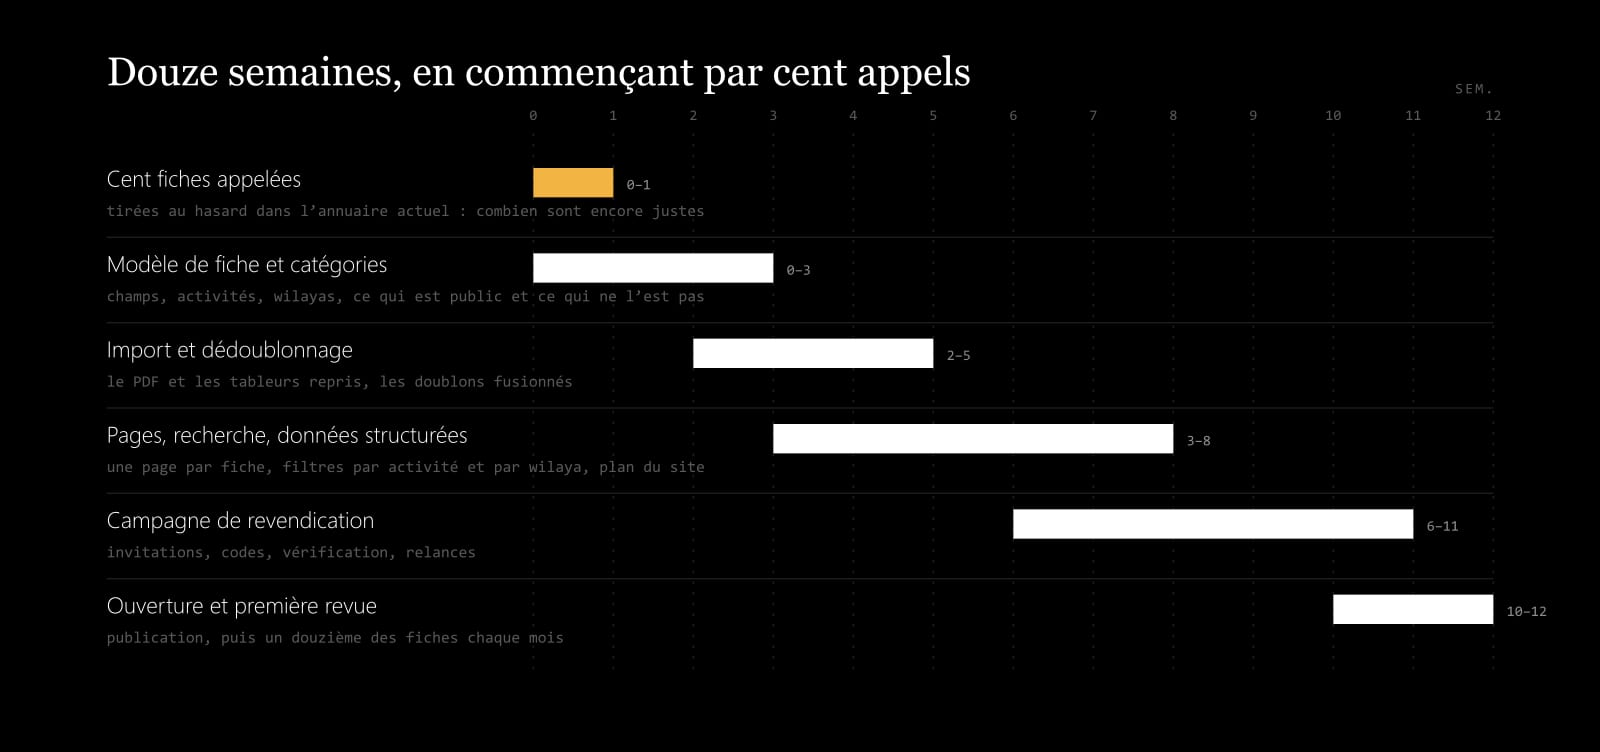 Douze semaines, en commençant par cent appels
SEM.
0 1 2 3 4 5 6 7 8 9 10 11 12
Cent fiches appelées
0–1
tirées au hasard dans l’annuaire actuel : combien sont encore justes
Modèle de fiche et catégories
0–3
champs, activités, wilayas, ce qui est public et ce qui ne l’est pas
Import et dédoublonnage
2–5
le PDF et les tableurs repris, les doublons fusionnés
Pages, recherche, données structurées
3–8
une page par fiche, filtres par activité et par wilaya, plan du site
Campagne de revendication
6–11
invitations, codes, vérification, relances
Ouverture et première revue
10–12
publication, puis un douzième des fiches chaque mois